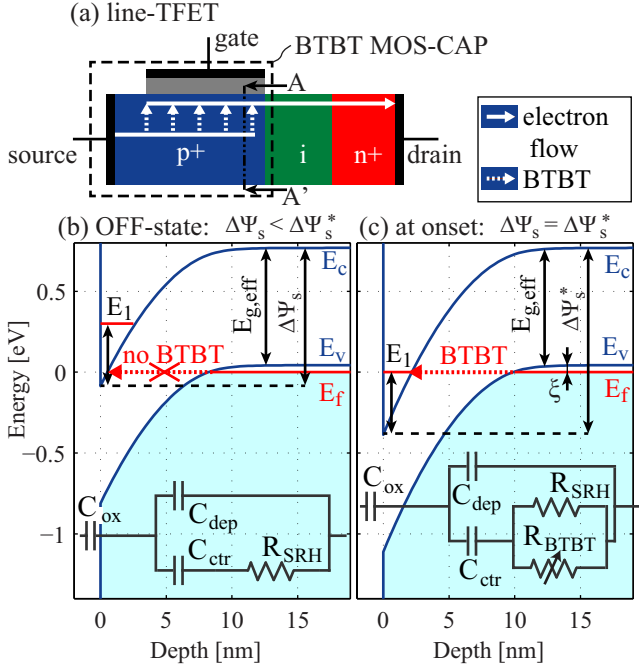 (a) line-TFET
BTBT MOS-CAP
gate
A
electron
flow
BTBT
source
p+
i
n+
drain
A'
(b) OFF-state: ΔΨs < ΔΨs*
(c) at onset: ΔΨs = ΔΨs*
Energy [eV]
0.5
0
−0.5
−1
Ec
E1
Eg,eff
ΔΨs
Ev
no BTBT
Ef
Cox
Cdep
Cctr
RSRH
0
5
10
15
Depth [nm]
Ec
Eg,eff
ΔΨs*
E1
BTBT
Ev
Ef
ξ
Cox
Cdep
RSRH
RBTBT
Cctr
0
5
10
15
Depth [nm]